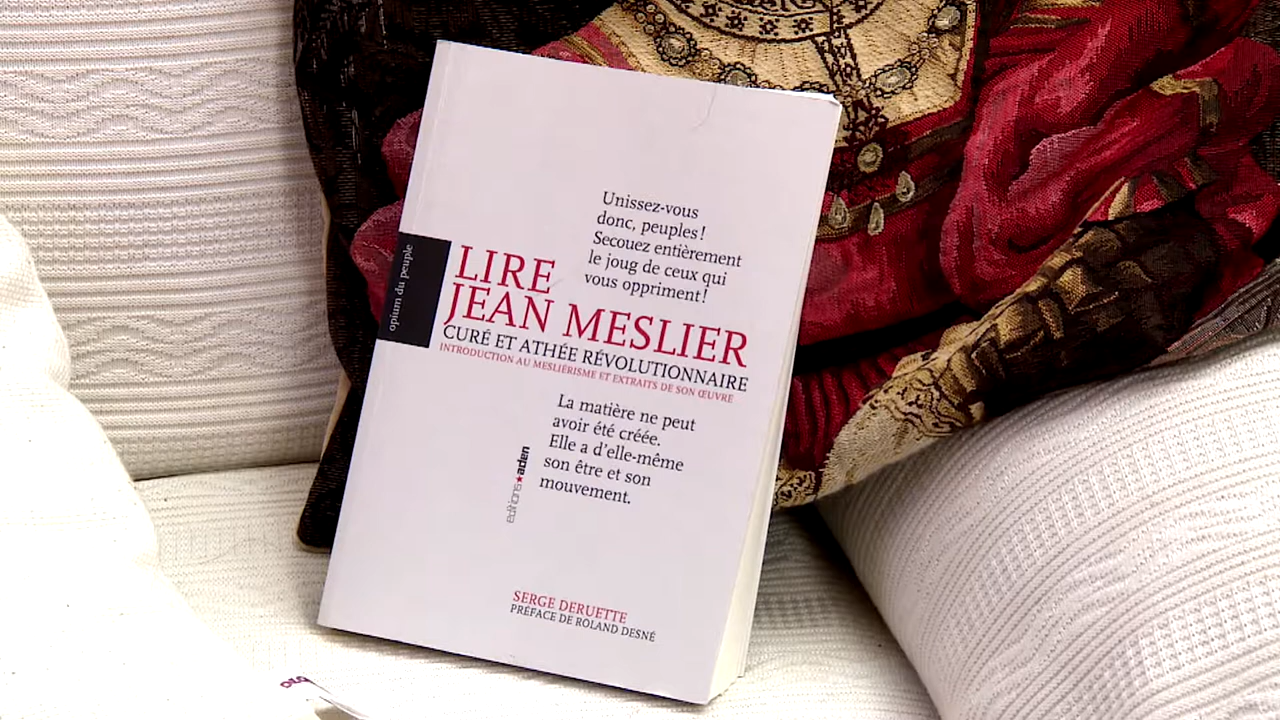 Unissez-vous
donc, peuples !
Secouez entièrement
le joug de ceux qui
vous oppriment !
opium du peuple
LIRE
JEAN MESLIER
CURÉ ET ATHÉE RÉVOLUTIONNAIRE
INTRODUCTION AU MESLIÉRISME ET EXTRAITS DE SON ŒUVRE
La matière ne peut
avoir été créée.
Elle a d'elle-même
son être et son
mouvement.
éditions★aden
SERGE DERUETTE
PRÉFACE DE ROLAND DESNÉ